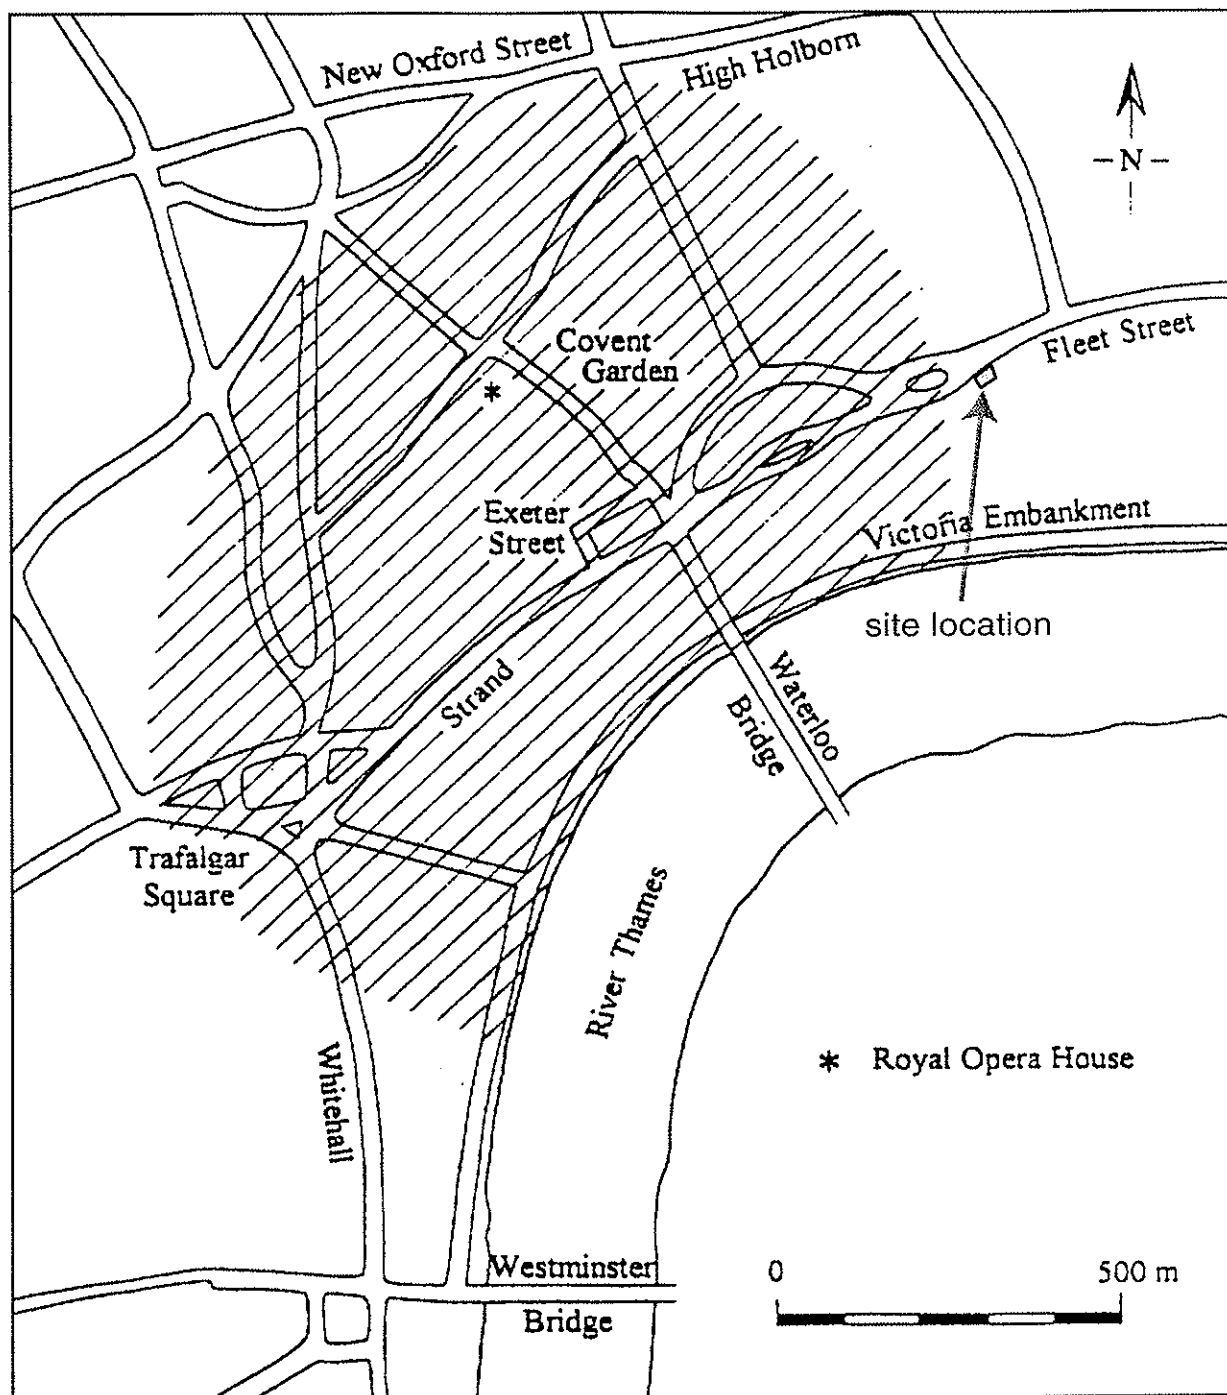 New Oxford Street
High Holborn
- N -
Covent
Garden
Fleet Street
Exeter
Street
Victoria Embankment
site location
Strand
Waterloo
Bridge
Trafalgar
Square
River Thames
* Royal Opera House
Whitehall
Westminster
Bridge
0 500 m